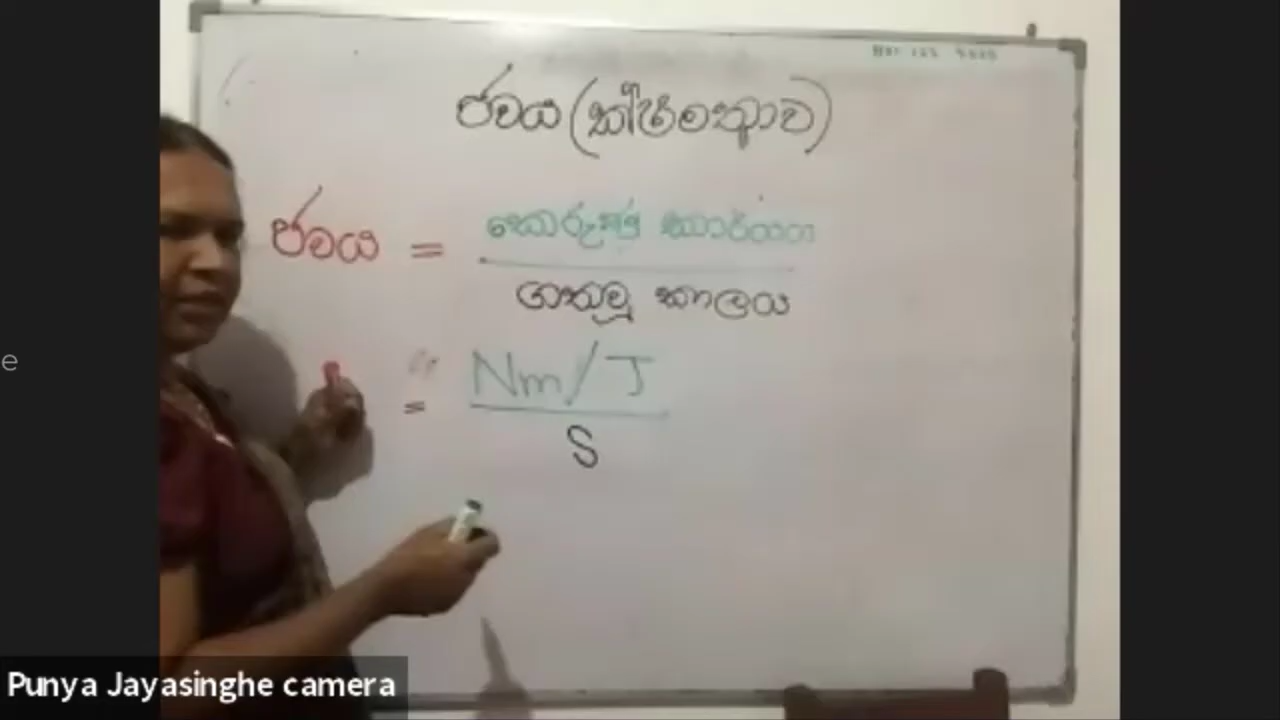 ජවය (ක්ෂමතාව)
ජවය = කෙරුණු කාර්යය
ගතවූ කාලය
= Nm/J
S
e
Punya Jayasinghe camera